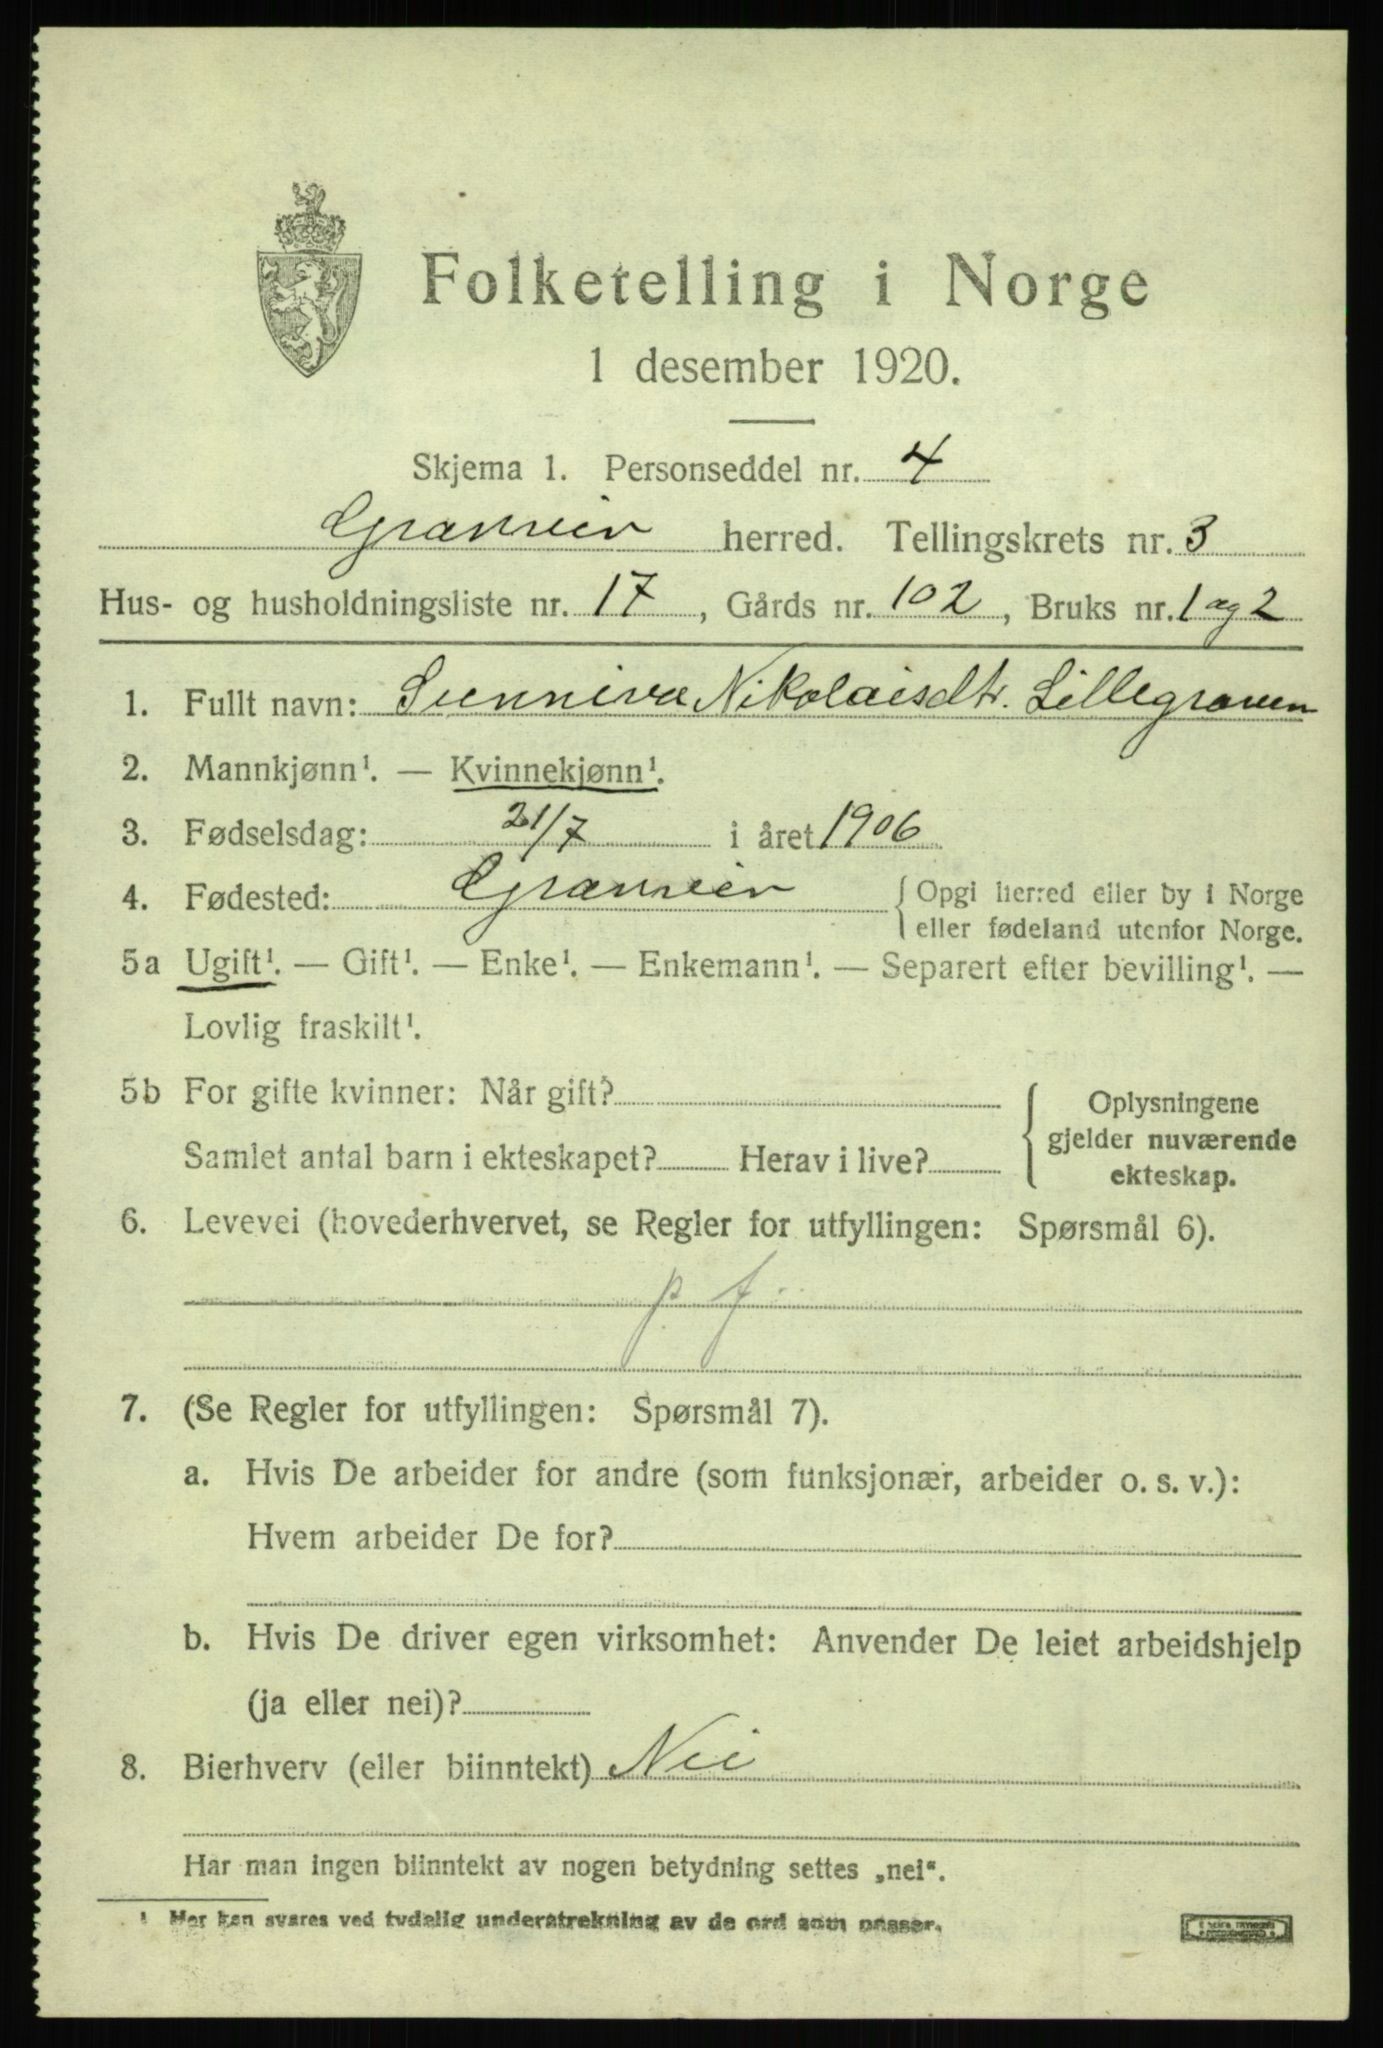 Folketelling i Norge
1 desember 1920.
Skjema 1. Personseddel nr. 4
Granvin herred. Tellingskrets nr. 3
Hus- og husholdningsliste nr. 17, Gårds nr. 102, Bruks nr. 1 og 2
1. Fullt navn: Sunniva Nikolaisdtr. Lillegraven
2. Mannkjønn¹. — Kvinnekjønn¹.
3. Fødselsdag: 21/7 i året 1906
4. Fødested: Granvin { Opgi herred eller by i Norge
eller fødeland utenfor Norge.
5a Ugift¹. — Gift¹. — Enke¹. — Enkemann¹. — Separert efter bevilling¹. —
Lovlig fraskilt¹.
5b For gifte kvinner: Når gift?
Samlet antal barn i ekteskapet? Herav i live?
{ Oplysningene
gjelder nuværende
ekteskap.
6. Levevei (hovederhvervet, se Regler for utfyllingen: Spørsmål 6).
p. f.
7. (Se Regler for utfyllingen: Spørsmål 7).
a. Hvis De arbeider for andre (som funksjonær, arbeider o. s. v.):
Hvem arbeider De for?
b. Hvis De driver egen virksomhet: Anvender De leiet arbeidshjelp
(ja eller nei)?
8. Bierhverv (eller biinntekt) Nei
Har man ingen biinntekt av nogen betydning settes „nei“.
¹ Her kan svares ved tydelig understrekning av de ord som passer.